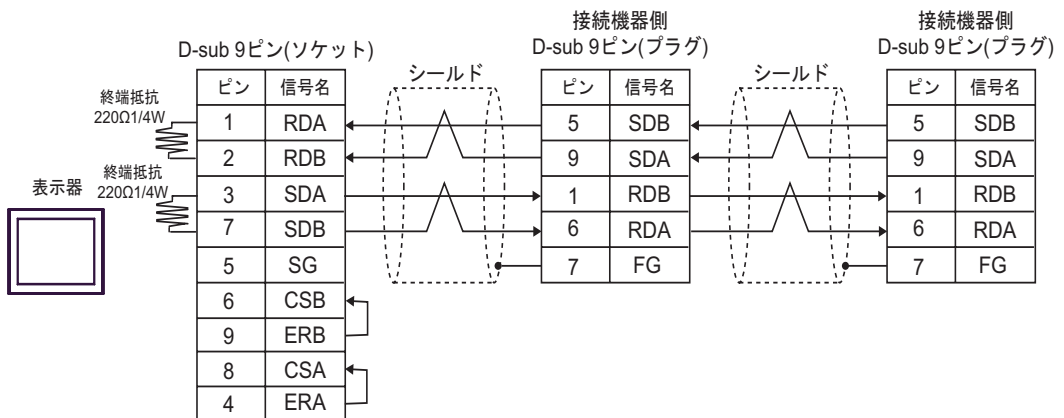 接続機器側
D-sub 9ピン(プラグ)
接続機器側
D-sub 9ピン(プラグ)
D-sub 9ピン(ソケット)
シールド
シールド
終端抵抗
220Ω1/4W
終端抵抗
220Ω1/4W
表示器
ピン 信号名
1 RDA
2 RDB
3 SDA
7 SDB
5 SG
6 CSB
9 ERB
8 CSA
4 ERA
ピン 信号名
5 SDB
9 SDA
1 RDB
6 RDA
7 FG
ピン 信号名
5 SDB
9 SDA
1 RDB
6 RDA
7 FG